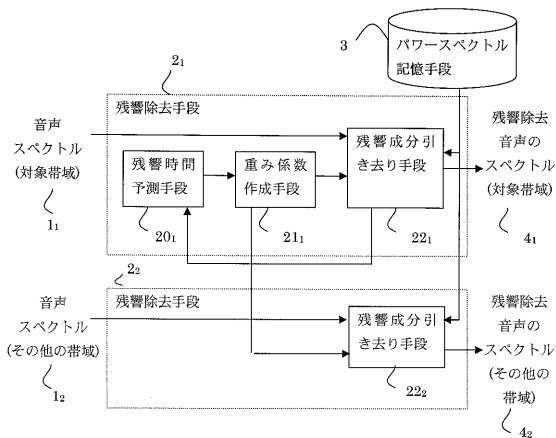 3
パワースペクトル
記憶手段
2₁
残響除去手段
音声
スペクトル
(対象帯域)
1₁
残響時間
予測手段
20₁
重み係数
作成手段
21₁
残響成分引
き去り手段
22₁
残響除去
音声の
スペクトル
(対象帯域)
4₁
2₂
残響除去手段
音声
スペクトル
(その他の帯域)
1₂
残響成分引
き去り手段
22₂
残響除去
音声の
スペクトル
(その他の
帯域)
4₂